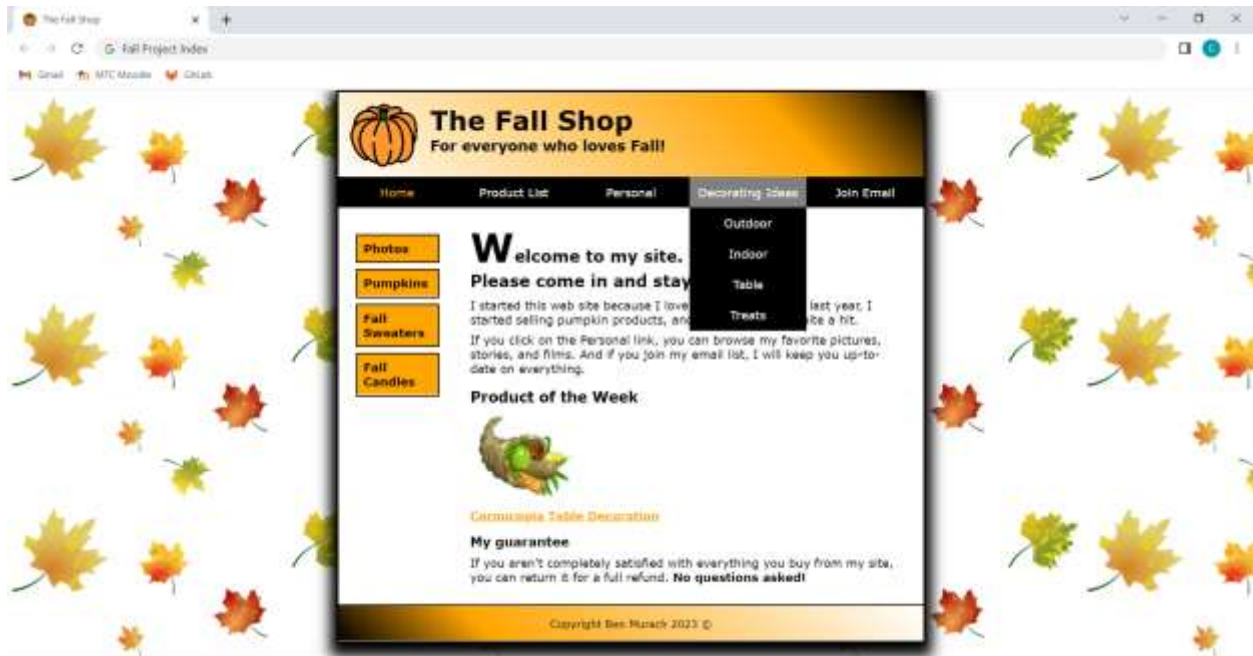 The Fall Shop
Fall Project Index
Gmail MTC Moodle GitLab
The Fall Shop
For everyone who loves Fall!
Home Product List Personal Decorating Ideas Join Email
Outdoor
Indoor
Table
Treats
Photos
Pumpkins
Fall
Sweaters
Fall
Candles
Welcome to my site.
Please come in and stay
I started this web site because I love last year, I
started selling pumpkin products, and a hit.
If you click on the Personal link, you can browse my favorite pictures,
stories, and films. And if you join my email list, I will keep you up-to-
date on everything.
Product of the Week
Cornucopia Table Decoration
My guarantee
If you aren't completely satisfied with everything you buy from my site,
you can return it for a full refund. No questions asked!
Copyright Ben Murach 2023 ©